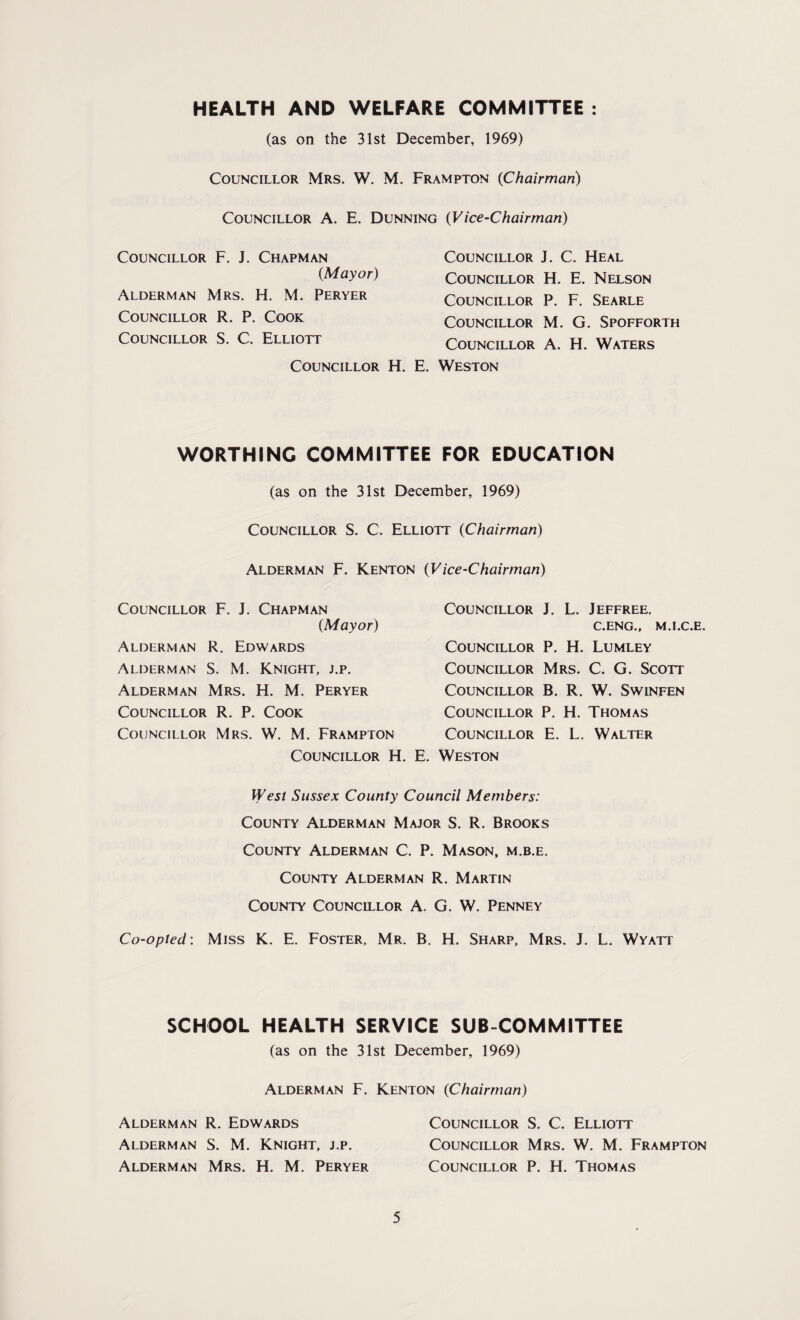 HEALTH AND WELFARE COMMITTEE :
(as on the 31st December, 1969)
Councillor Mrs. W. M. Frampton (Chairman)
Councillor A. E. Dunning (Vice-Chairman)
Councillor F. J. Chapman
(Mayor)
Alderman Mrs. H. M. Peryer
Councillor R. P. Cook
Councillor S. C. Elliott
Councillor J. C. Heal
Councillor H. E. Nelson
Councillor P. F. Searle
Councillor M. G. Spofforth
Councillor A. H. Waters
Councillor H. E. Weston
WORTHING COMMITTEE FOR EDUCATION
(as on the 31st December, 1969)
Councillor S. C. Elliott (Chairman)
Alderman F. Kenton (Vice-Chairman)
Councillor F. J. Chapman
(Mayor)
Alderman R. Edwards
Alderman S. M. Knight, J.P.
Alderman Mrs. H. M. Peryer
Councillor R. P. Cook
Councillor Mrs. W. M. Frampton
Councillor J. L. Jeffree,
C.ENG., M.I.C.E.
Councillor P. H. Lumley
Councillor Mrs. C. G. Scott
Councillor B. R. W. Swinfen
Councillor P. H. Thomas
Councillor E. L. Walter
Councillor H. E. Weston
West Sussex County Council Members:
County Alderman Major S. R. Brooks
County Alderman C. P. Mason, M.B.E.
County Alderman R. Martin
County Councillor A. G. W. Penney
Co-opted: Miss K. E. Foster, Mr. B. H. Sharp, Mrs. J. L. Wyatt
SCHOOL HEALTH SERVICE SUB-COMMITTEE
(as on the 31st December, 1969)
Alderman F. Kenton (Chairman)
Alderman R. Edwards
Alderman S. M. Knight, J.P.
Alderman Mrs. H. M. Peryer
Councillor S. C. Elliott
Councillor Mrs. W. M. Frampton
Councillor P. H. Thomas
5